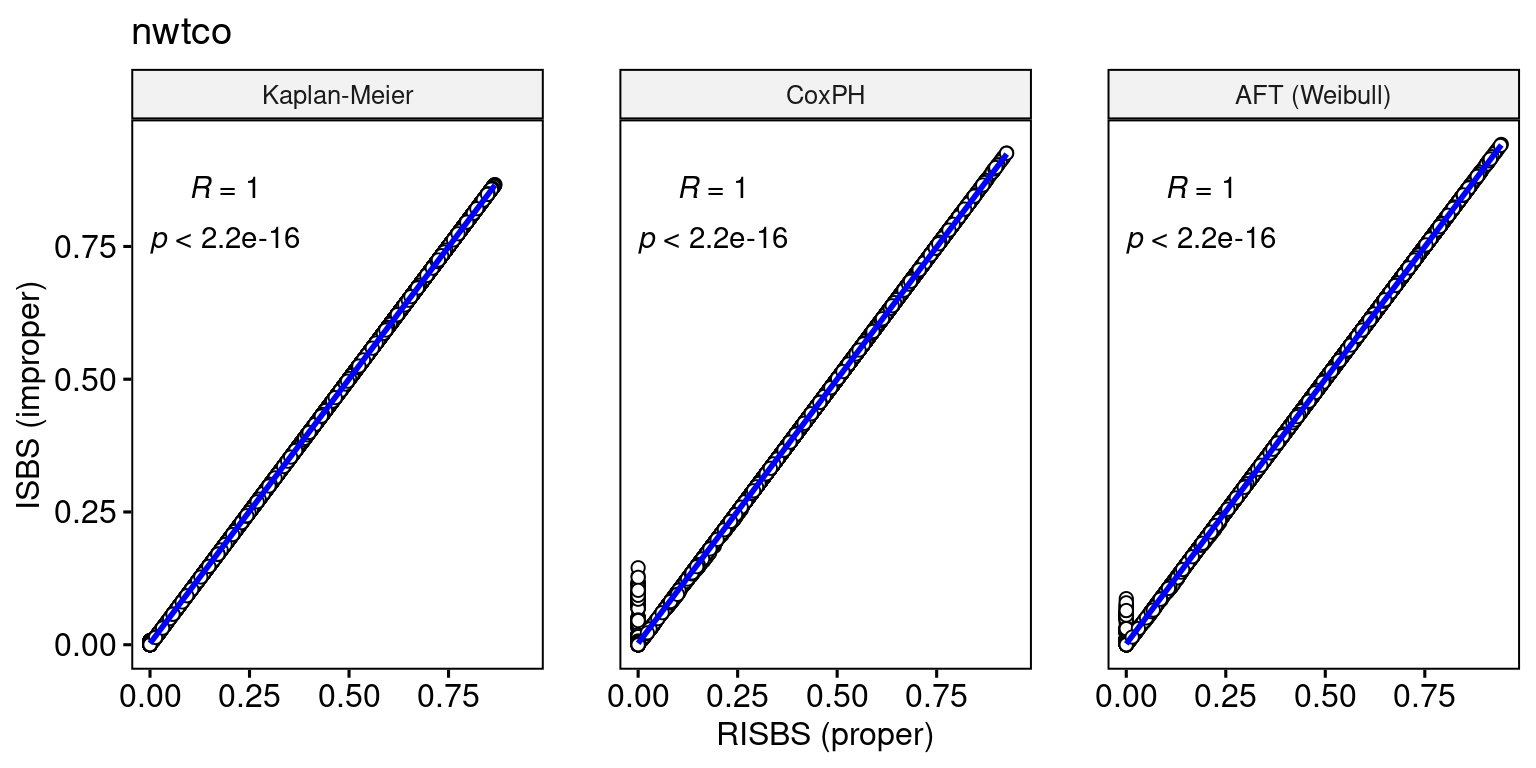 nwtco
Kaplan-Meier
CoxPH
AFT (Weibull)
R = 1
p < 2.2e-16
R = 1
p < 2.2e-16
R = 1
p < 2.2e-16
ISBS (improper)
0.75
0.50
0.25
0.00
0.00 0.25 0.50 0.75
0.00 0.25 0.50 0.75
0.00 0.25 0.50 0.75
RISBS (proper)